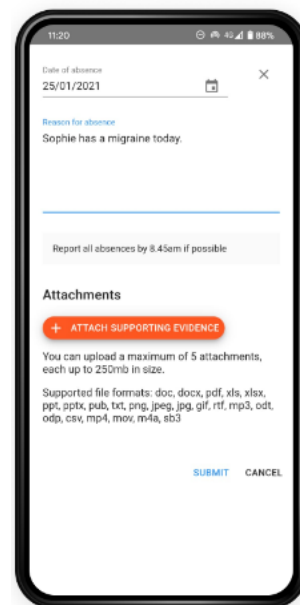 11:20 4G 88%
Date of absence
25/01/2021
Reason for absence
Sophie has a migraine today.
Report all absences by 8.45am if possible
Attachments
+ ATTACH SUPPORTING EVIDENCE
You can upload a maximum of 5 attachments,
each up to 250mb in size.
Supported file formats: doc, docx, pdf, xls, xlsx,
ppt, pptx, pub, txt, png, jpeg, jpg, gif, rtf, mp3, odt,
odp, csv, mp4, mov, m4a, sb3
SUBMIT CANCEL